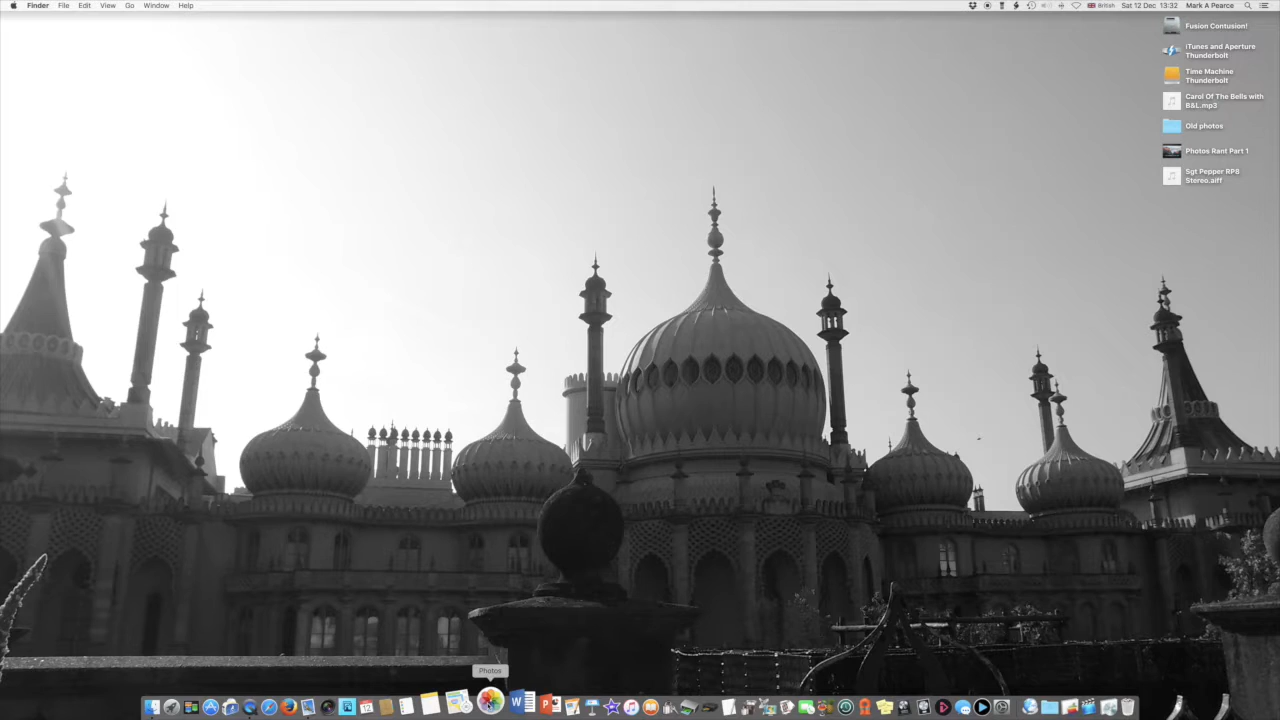 Finder File Edit View Go Window Help British Sat 12 Dec 13:32 Mark A Pearce
Fusion Contusion!
iTunes and Aperture
Thunderbolt
Time Machine
Thunderbolt
Carol Of The Bells with
B&L.mp3
Old photos
Photos Rant Part 1
Sgt Pepper RP8
Stereo.aiff
Photos